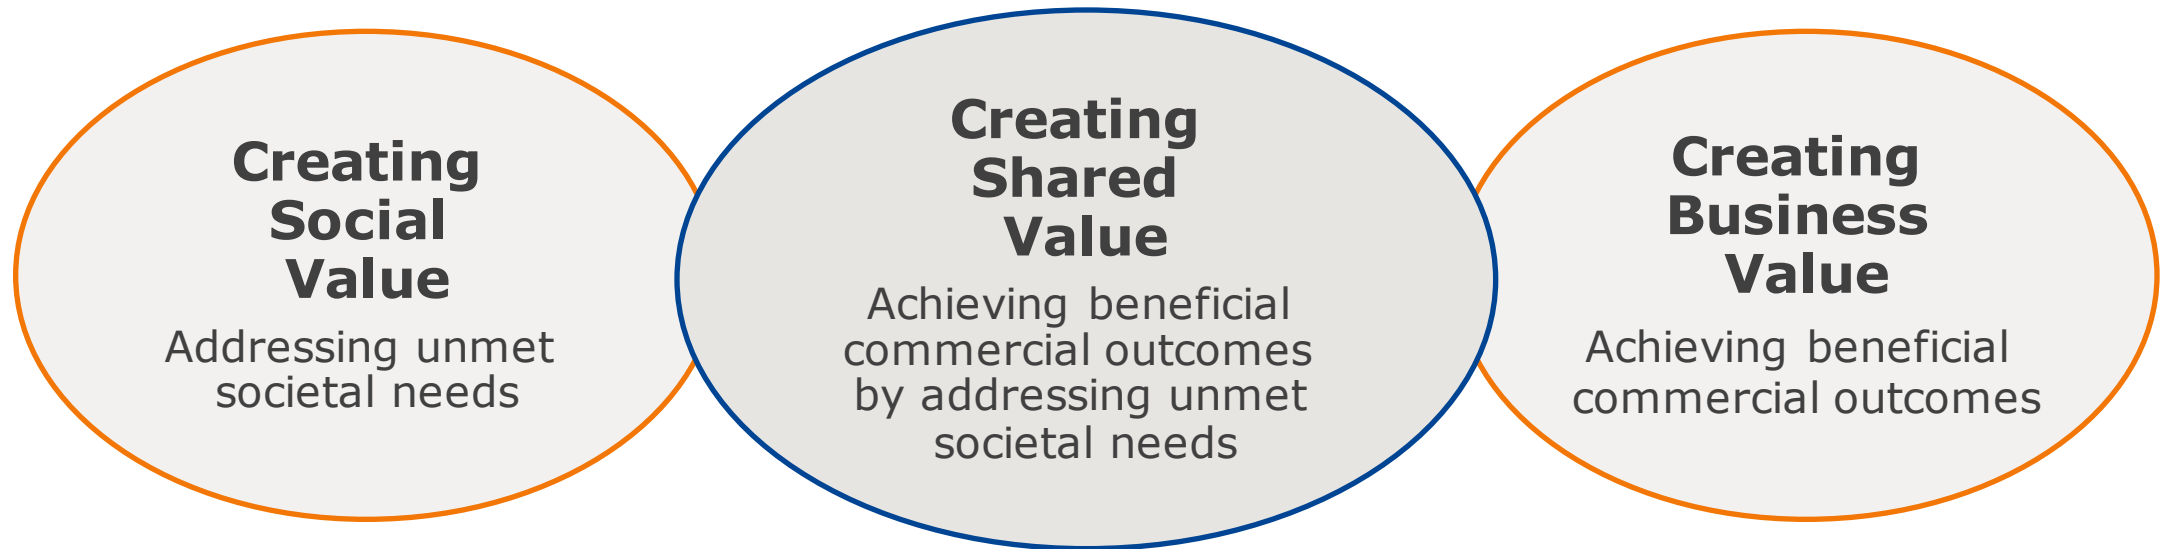 Creating
Social
Value
Addressing unmet
societal needs
Creating
Shared
Value
Achieving beneficial
commercial outcomes
by addressing unmet
societal needs
Creating
Business
Value
Achieving beneficial
commercial outcomes